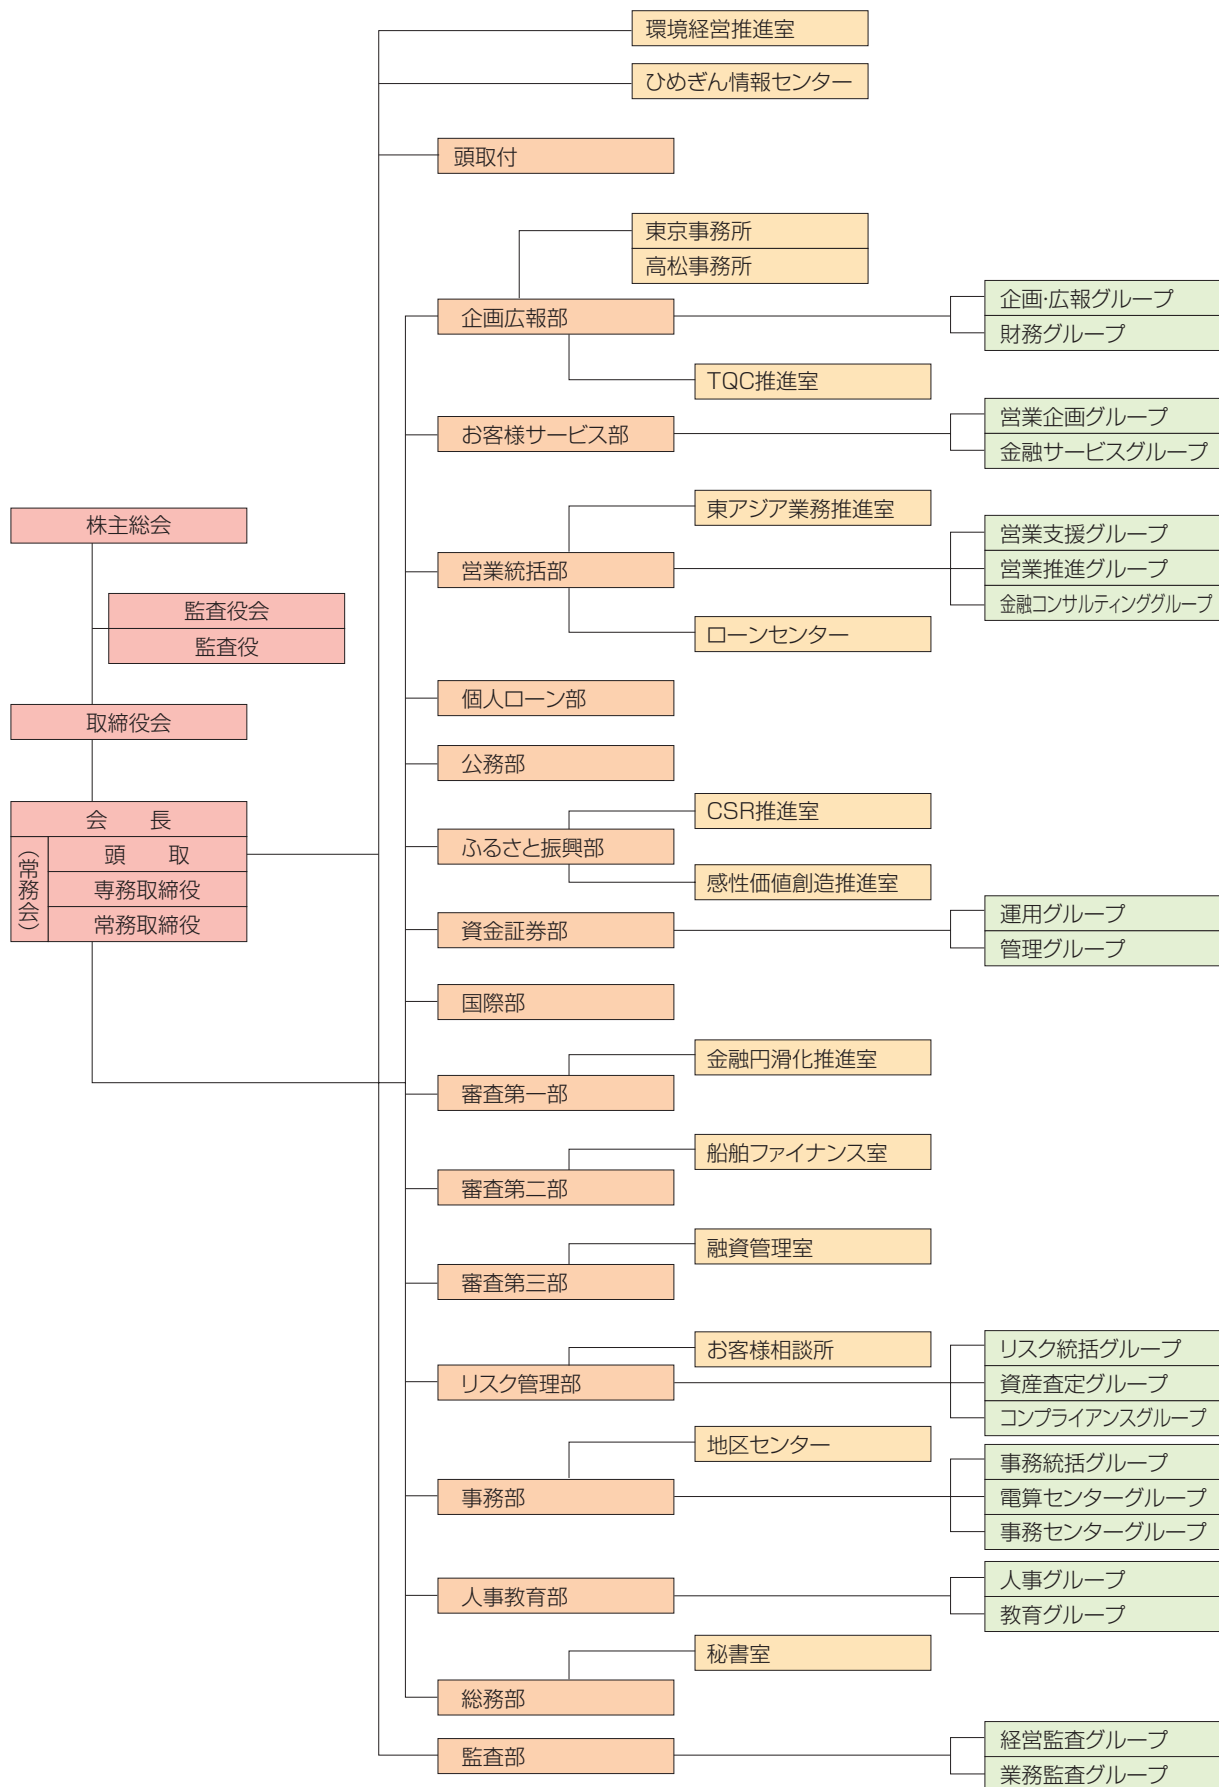 環境経営推進室
ひめぎん情報センター
頭取付
東京事務所
高松事務所
企画広報部
企画・広報グループ
財務グループ
TQC推進室
お客様サービス部
営業企画グループ
金融サービスグループ
株主総会
監査役会
監査役
取締役会
会　長
(常務会)
頭　取
専務取締役
常務取締役
東アジア業務推進室
営業統括部
営業支援グループ
営業推進グループ
金融コンサルティンググループ
ローンセンター
個人ローン部
公務部
CSR推進室
ふるさと振興部
感性価値創造推進室
資金証券部
運用グループ
管理グループ
国際部
金融円滑化推進室
審査第一部
船舶ファイナンス室
審査第二部
融資管理室
審査第三部
お客様相談所
リスク管理部
リスク統括グループ
資産査定グループ
コンプライアンスグループ
地区センター
事務部
事務統括グループ
電算センターグループ
事務センターグループ
人事教育部
人事グループ
教育グループ
秘書室
総務部
監査部
経営監査グループ
業務監査グループ